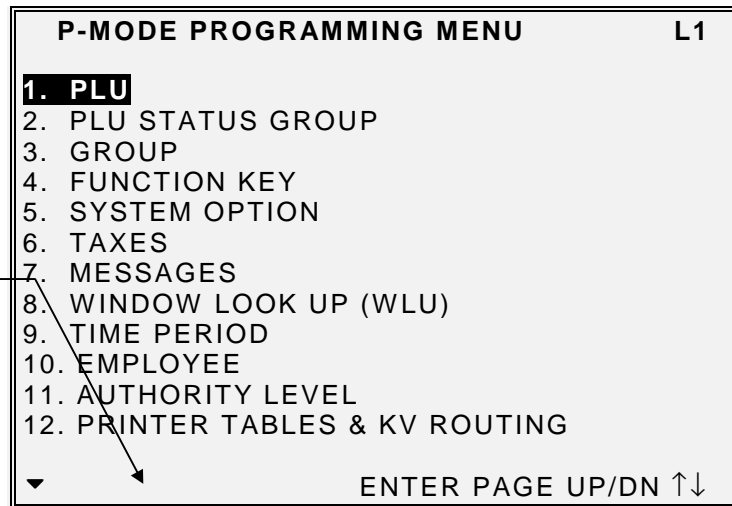 P-MODE PROGRAMMING MENU L1
1. PLU
2. PLU STATUS GROUP
3. GROUP
4. FUNCTION KEY
5. SYSTEM OPTION
6. TAXES
7. MESSAGES
8. WINDOW LOOK UP (WLU)
9. TIME PERIOD
10. EMPLOYEE
11. AUTHORITY LEVEL
12. PRINTER TABLES & KV ROUTING
ENTER PAGE UP/DN ↑↓